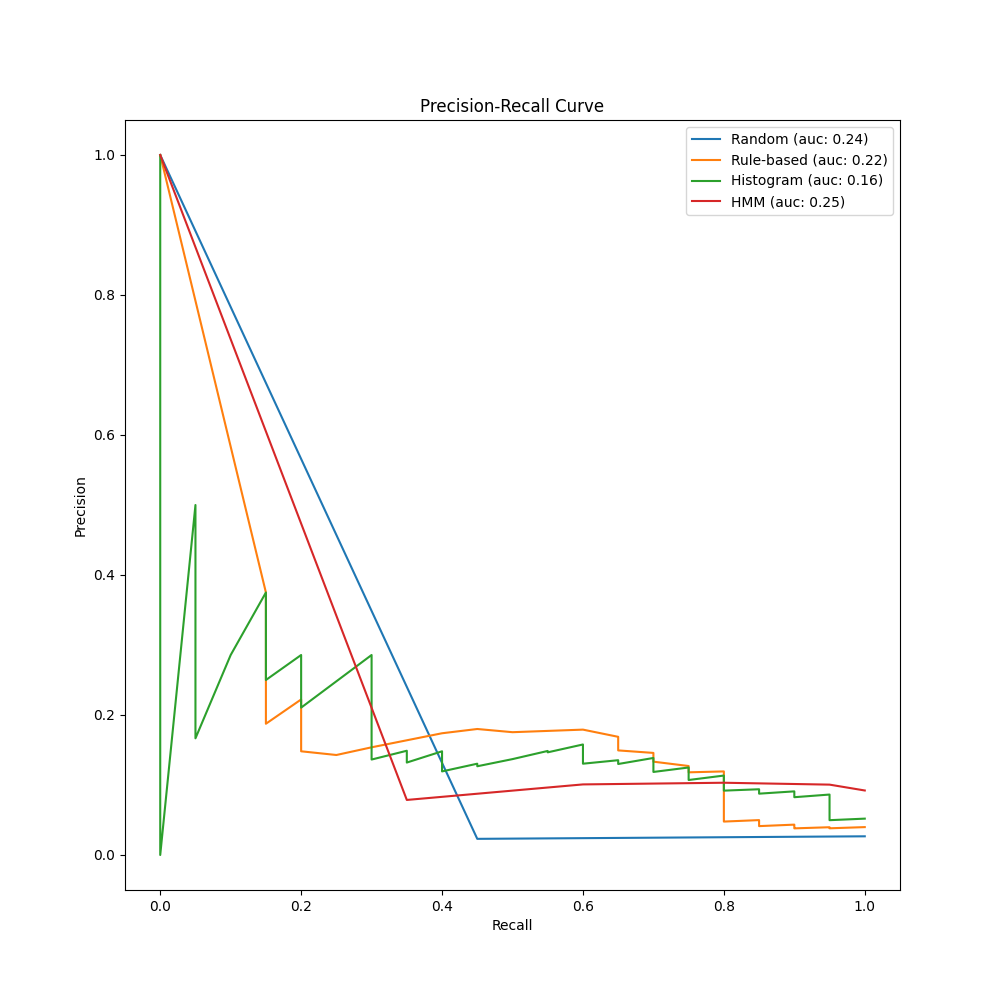 Precision-Recall Curve
Random (auc: 0.24)
Rule-based (auc: 0.22)
Histogram (auc: 0.16)
HMM (auc: 0.25)
Precision
1.0
0.8
0.6
0.4
0.2
0.0
0.0 0.2 0.4 0.6 0.8 1.0
Recall